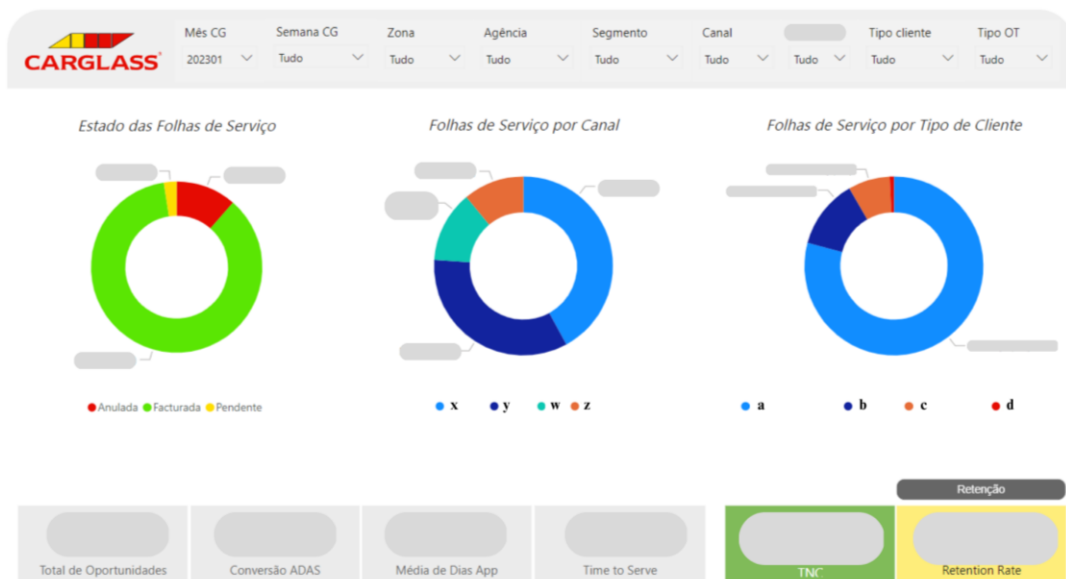 CARGLASS
Mês CG Semana CG Zona Agência Segmento Canal Tipo cliente Tipo OT
202301 Tudo Tudo Tudo Tudo Tudo Tudo Tudo Tudo
Estado das Folhas de Serviço Folhas de Serviço por Canal Folhas de Serviço por Tipo de Cliente
Anulada Facturada Pendente x y w z a b c d
Retenção
Total de Oportunidades Conversão ADAS Média de Dias App Time to Serve TNC Retention Rate